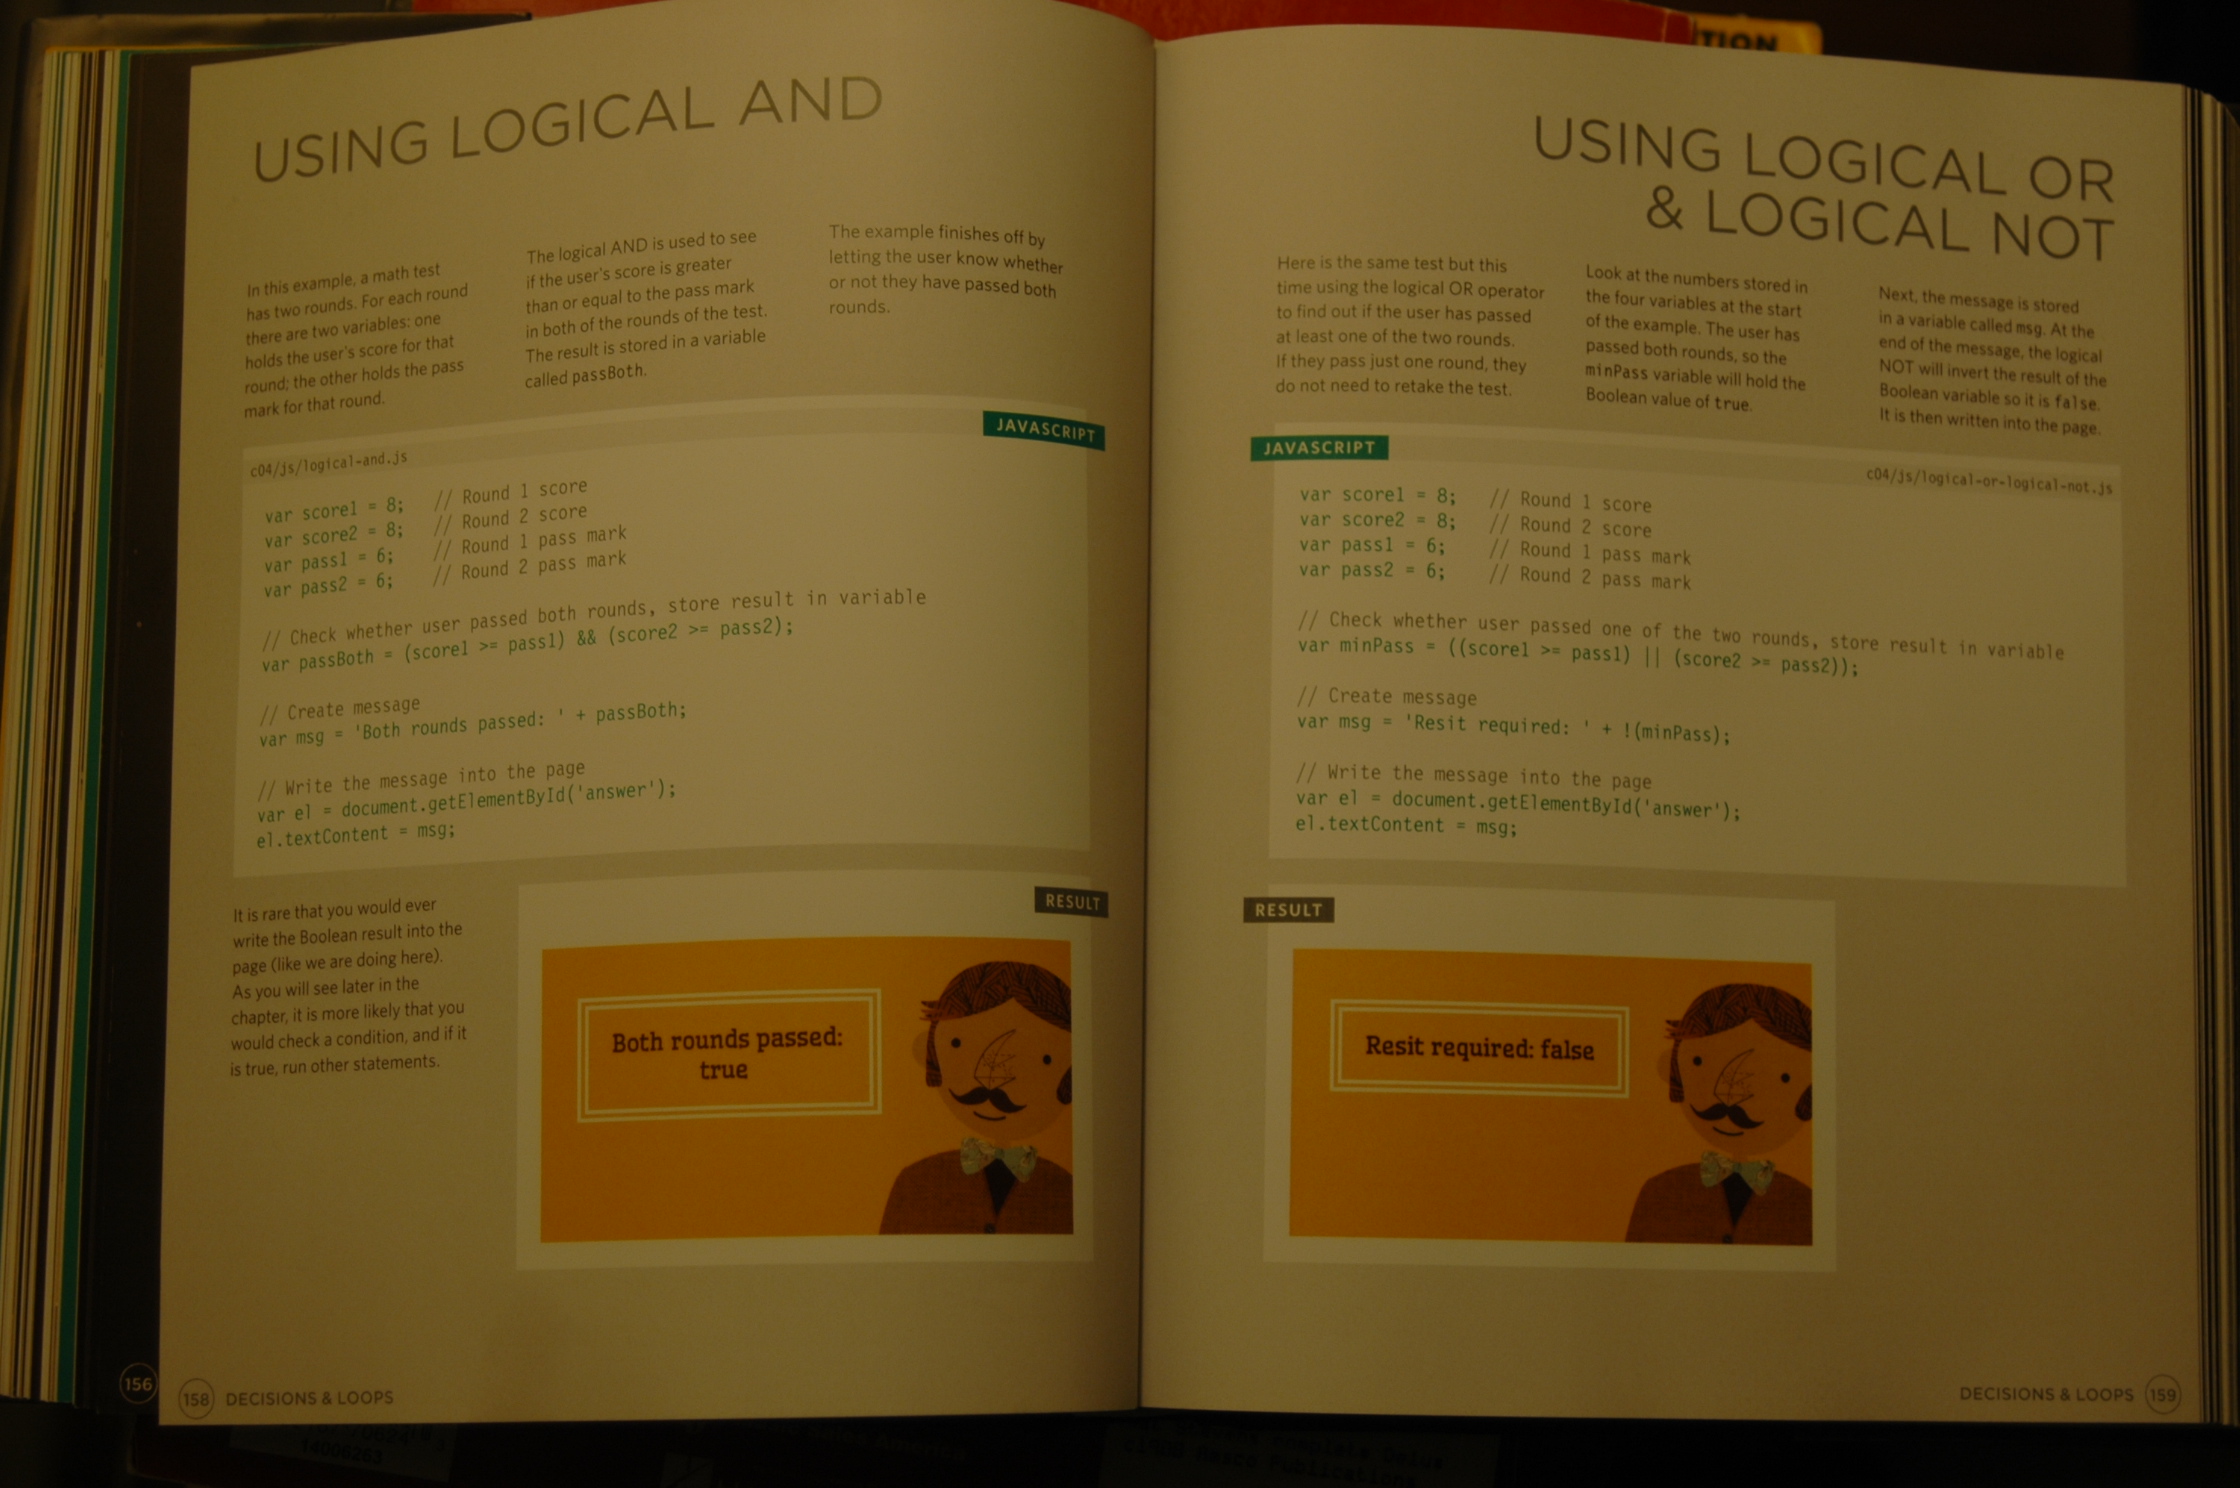 TION
USING LOGICAL AND
In this example, a math test
has two rounds. For each round
there are two variables: one
holds the user's score for that
round; the other holds the pass
mark for that round.
The logical AND is used to see
if the user's score is greater
than or equal to the pass mark
in both of the rounds of the test.
The result is stored in a variable
called passBoth.
The example finishes off by
letting the user know whether
or not they have passed both
rounds.
JAVASCRIPT
c04/js/logical-and.js
var score1 = 8;   // Round 1 score
var score2 = 8;   // Round 2 score
var pass1 = 6;    // Round 1 pass mark
var pass2 = 6;    // Round 2 pass mark
// Check whether user passed both rounds, store result in variable
var passBoth = (score1 >= pass1) && (score2 >= pass2);
// Create message
var msg = 'Both rounds passed: ' + passBoth;
// Write the message into the page
var el = document.getElementById('answer');
el.textContent = msg;
It is rare that you would ever
write the Boolean result into the
page (like we are doing here).
As you will see later in the
chapter, it is more likely that you
would check a condition, and if it
is true, run other statements.
RESULT
Both rounds passed:
true
156
158 DECISIONS & LOOPS
USING LOGICAL OR
& LOGICAL NOT
Here is the same test but this
time using the logical OR operator
to find out if the user has passed
at least one of the two rounds.
If they pass just one round, they
do not need to retake the test.
Look at the numbers stored in
the four variables at the start
of the example. The user has
passed both rounds, so the
minPass variable will hold the
Boolean value of true.
Next, the message is stored
in a variable called msg. At the
end of the message, the logical
NOT will invert the result of the
Boolean variable so it is false.
It is then written into the page.
JAVASCRIPT
c04/js/logical-or-logical-not.js
var score1 = 8;   // Round 1 score
var score2 = 8;   // Round 2 score
var pass1 = 6;    // Round 1 pass mark
var pass2 = 6;    // Round 2 pass mark
// Check whether user passed one of the two rounds, store result in variable
var minPass = ((score1 >= pass1) || (score2 >= pass2));
// Create message
var msg = 'Resit required: ' + !(minPass);
// Write the message into the page
var el = document.getElementById('answer');
el.textContent = msg;
RESULT
Resit required: false
DECISIONS & LOOPS 159
14006263